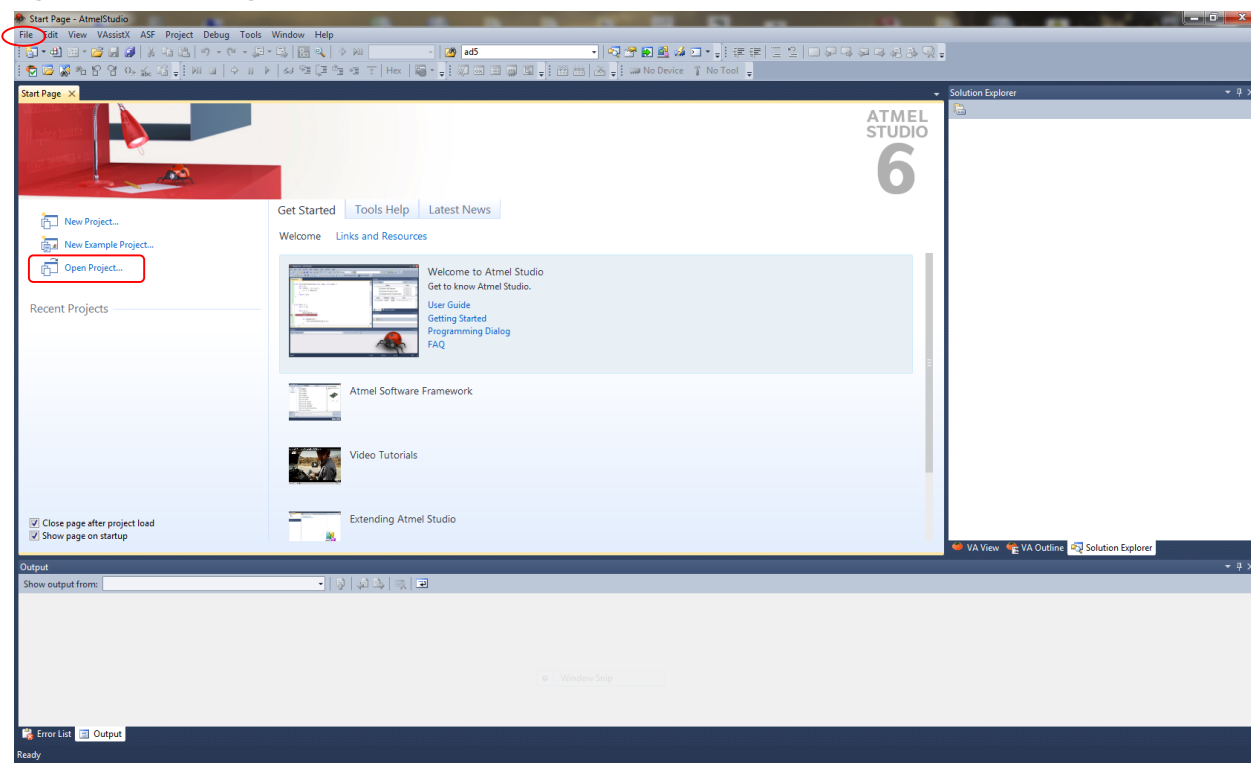 Start Page - AtmelStudio
File Edit View VAssistX ASF Project Debug Tools Window Help
ad5
Hex No Device No Tool
Start Page
Solution Explorer
ATMEL
STUDIO
6
New Project...
New Example Project...
Open Project...
Recent Projects
Close page after project load
Show page on startup
Get Started Tools Help Latest News
Welcome Links and Resources
Welcome to Atmel Studio
Get to know Atmel Studio.
User Guide
Getting Started
Programming Dialog
FAQ
Atmel Software Framework
Video Tutorials
Extending Atmel Studio
VA View VA Outline Solution Explorer
Output
Show output from:
Window Snip
Error List Output
Ready